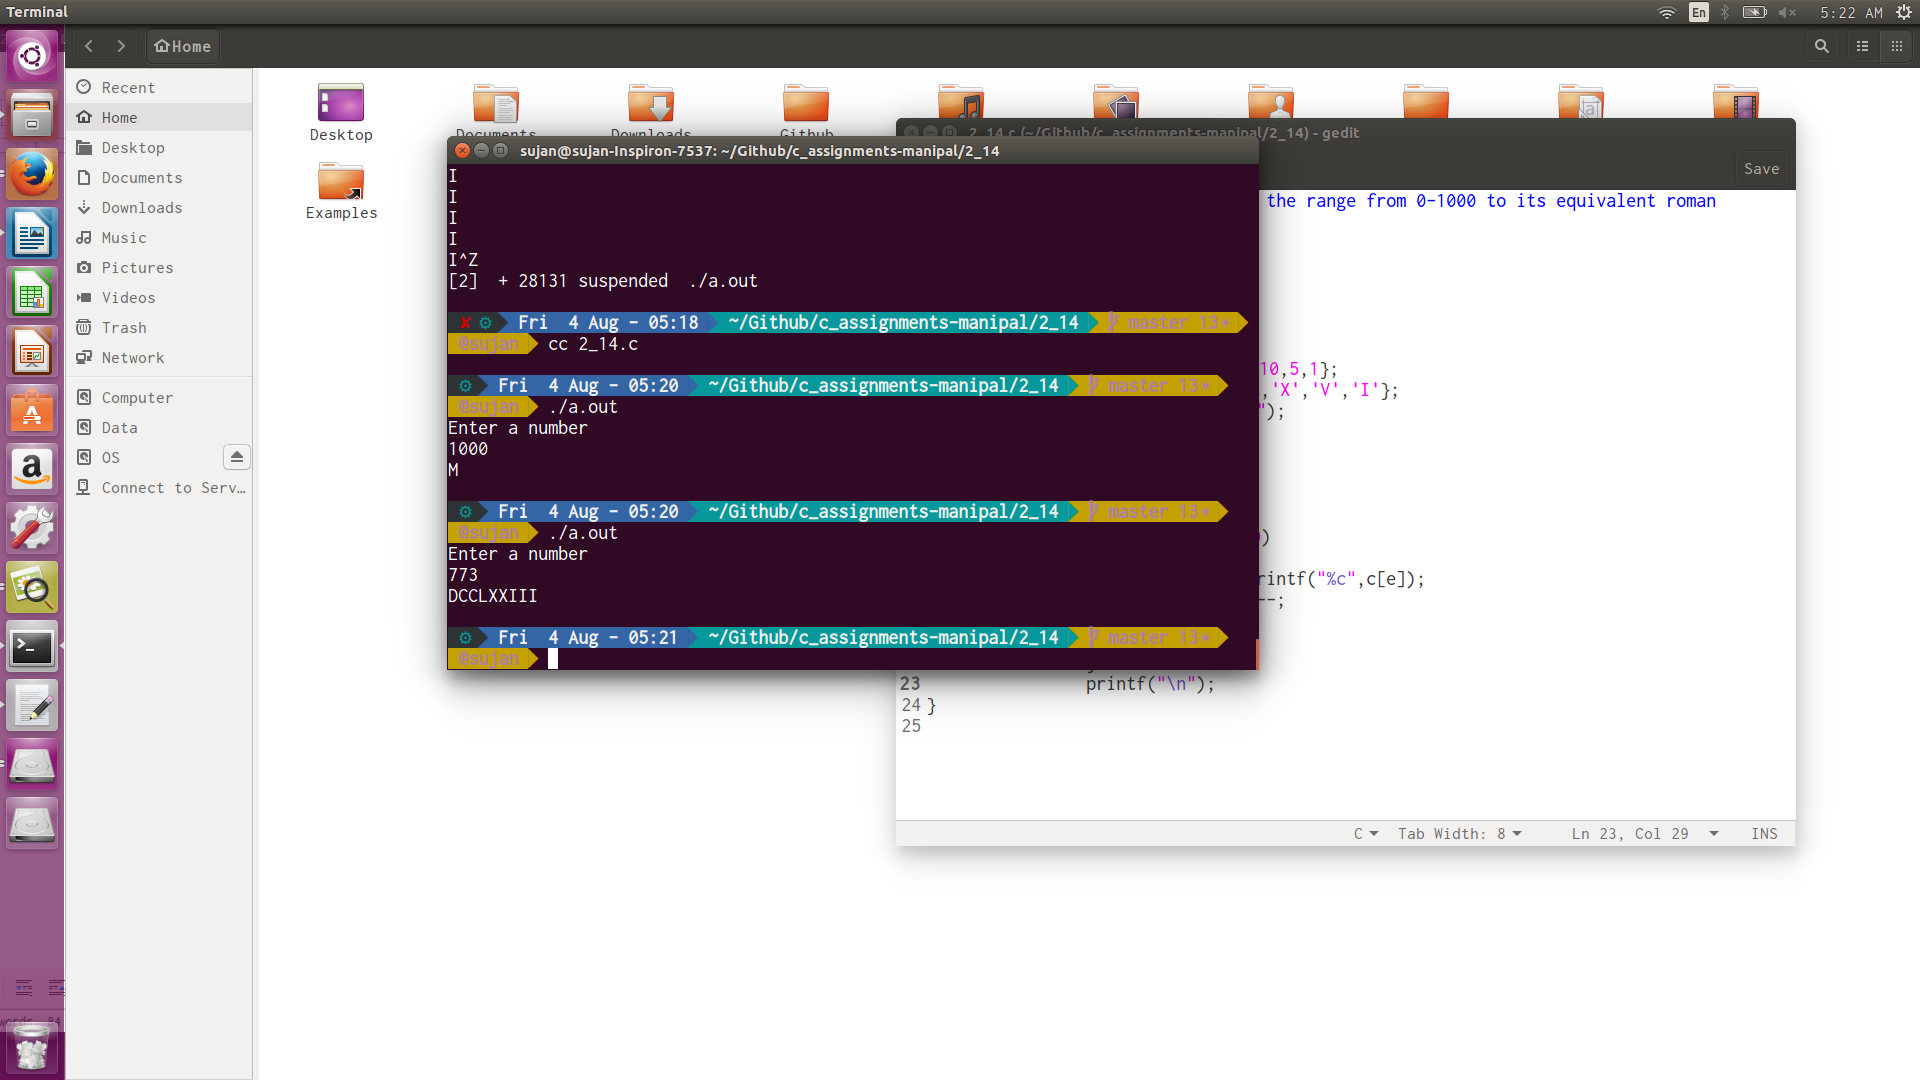 Terminal
En
5:22 AM
Home
Recent
Home
Desktop
Documents
Downloads
Music
Pictures
Videos
Trash
Network
Computer
Data
OS
Connect to Serv…
Desktop
Documents
Downloads
Github
Examples
2_14.c (~/Github/c_assignments-manipal/2_14) - gedit
Save
the range from 0-1000 to its equivalent roman
10,5,1};
,'X','V','I'};
");
)
rintf("%c",c[e]);
--;
23 printf("\n");
24 }
25
C Tab Width: 8 Ln 23, Col 29 INS
sujan@sujan-Inspiron-7537: ~/Github/c_assignments-manipal/2_14
I
I
I
I
I^Z
[2]  + 28131 suspended  ./a.out
Fri  4 Aug - 05:18 ~/Github/c_assignments-manipal/2_14 master 13*
@sujan cc 2_14.c
Fri  4 Aug - 05:20 ~/Github/c_assignments-manipal/2_14 master 13*
@sujan ./a.out
Enter a number
1000
M
Fri  4 Aug - 05:20 ~/Github/c_assignments-manipal/2_14 master 13*
@sujan ./a.out
Enter a number
773
DCCLXXIII
Fri  4 Aug - 05:21 ~/Github/c_assignments-manipal/2_14 master 13*
@sujan